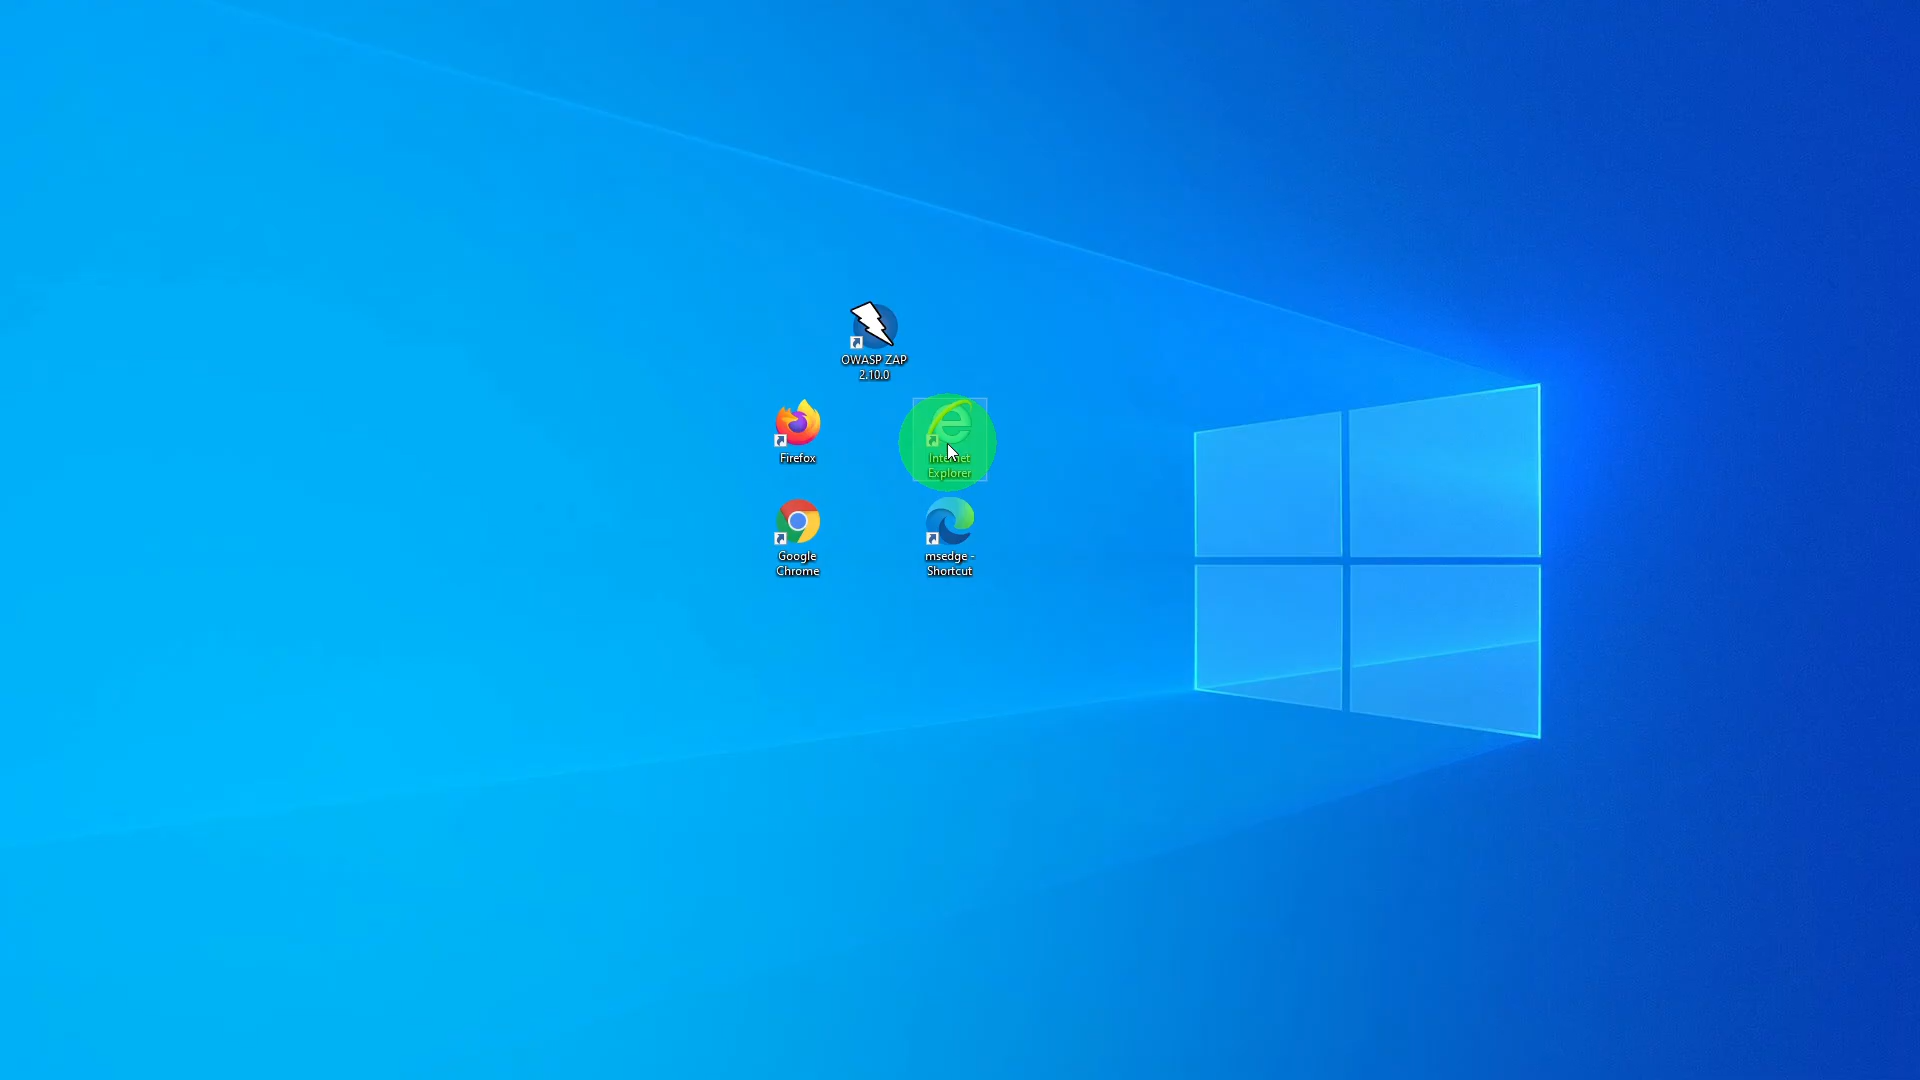 OWASP ZAP
2.10.0
Firefox
Internet
Explorer
Google
Chrome
msedge -
Shortcut